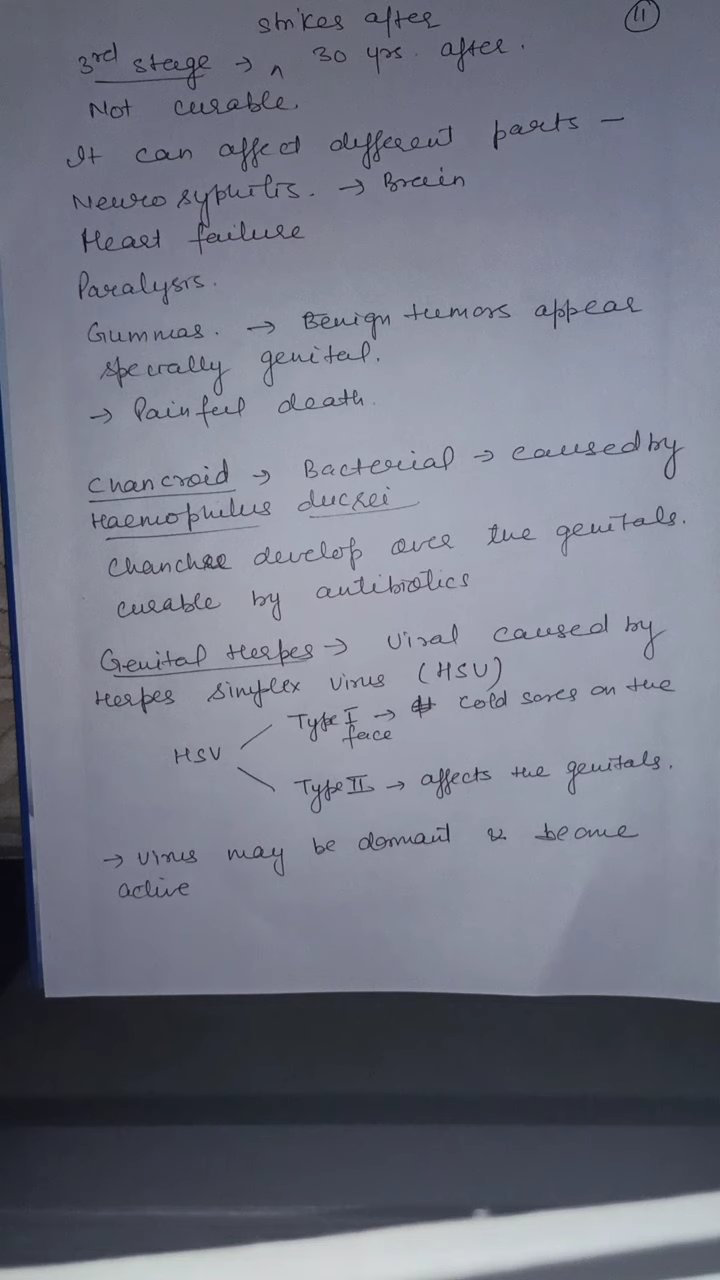 strikes after
11
3rd stage → ^ 30 yrs. after.
Not curable.
It can affect different parts –
Neuro syphilis. → Brain
Heart failure
Paralysis.
Gummas. → Benign tumors appear
specially genital.
→ Painful death.
Chancroid → Bacterial → caused by
Haemophilus ducrei
Chanchre develop over the genitals.
curable by antibiotics
Genital Herpes → Viral caused by
Herpes Simplex Virus (HSV)
Type I → cold sores on the
face
HSV
Type II → affects the genitals.
→ Virus may be domant & beome
active